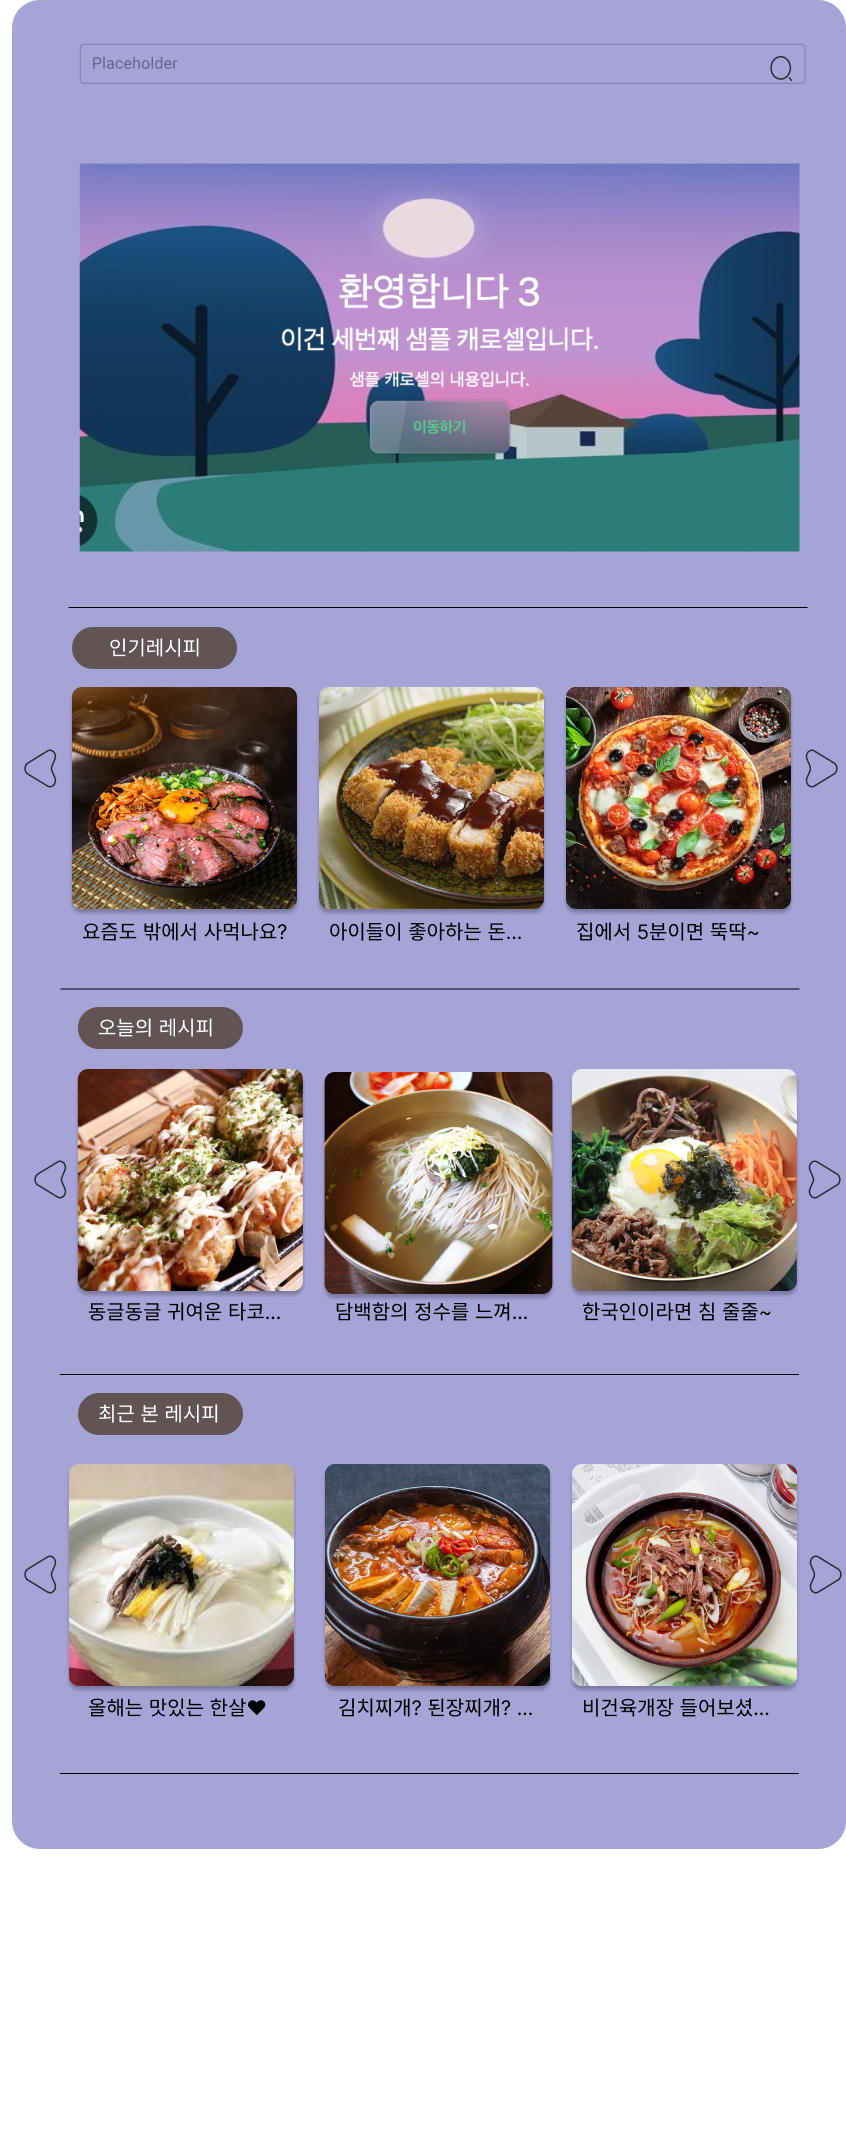 Placeholder
환영합니다 3
이건 세번째 샘플 캐로셀입니다.
샘플 캐로셀의 내용입니다.
이동하기
인기레시피
요즘도 밖에서 사먹나요?
아이들이 좋아하는 돈...
집에서 5분이면 뚝딱~
오늘의 레시피
동글동글 귀여운 타코...
담백함의 정수를 느껴...
한국인이라면 침 줄줄~
최근 본 레시피
올해는 맛있는 한살♥
김치찌개? 된장찌개? ...
비건육개장 들어보셨...